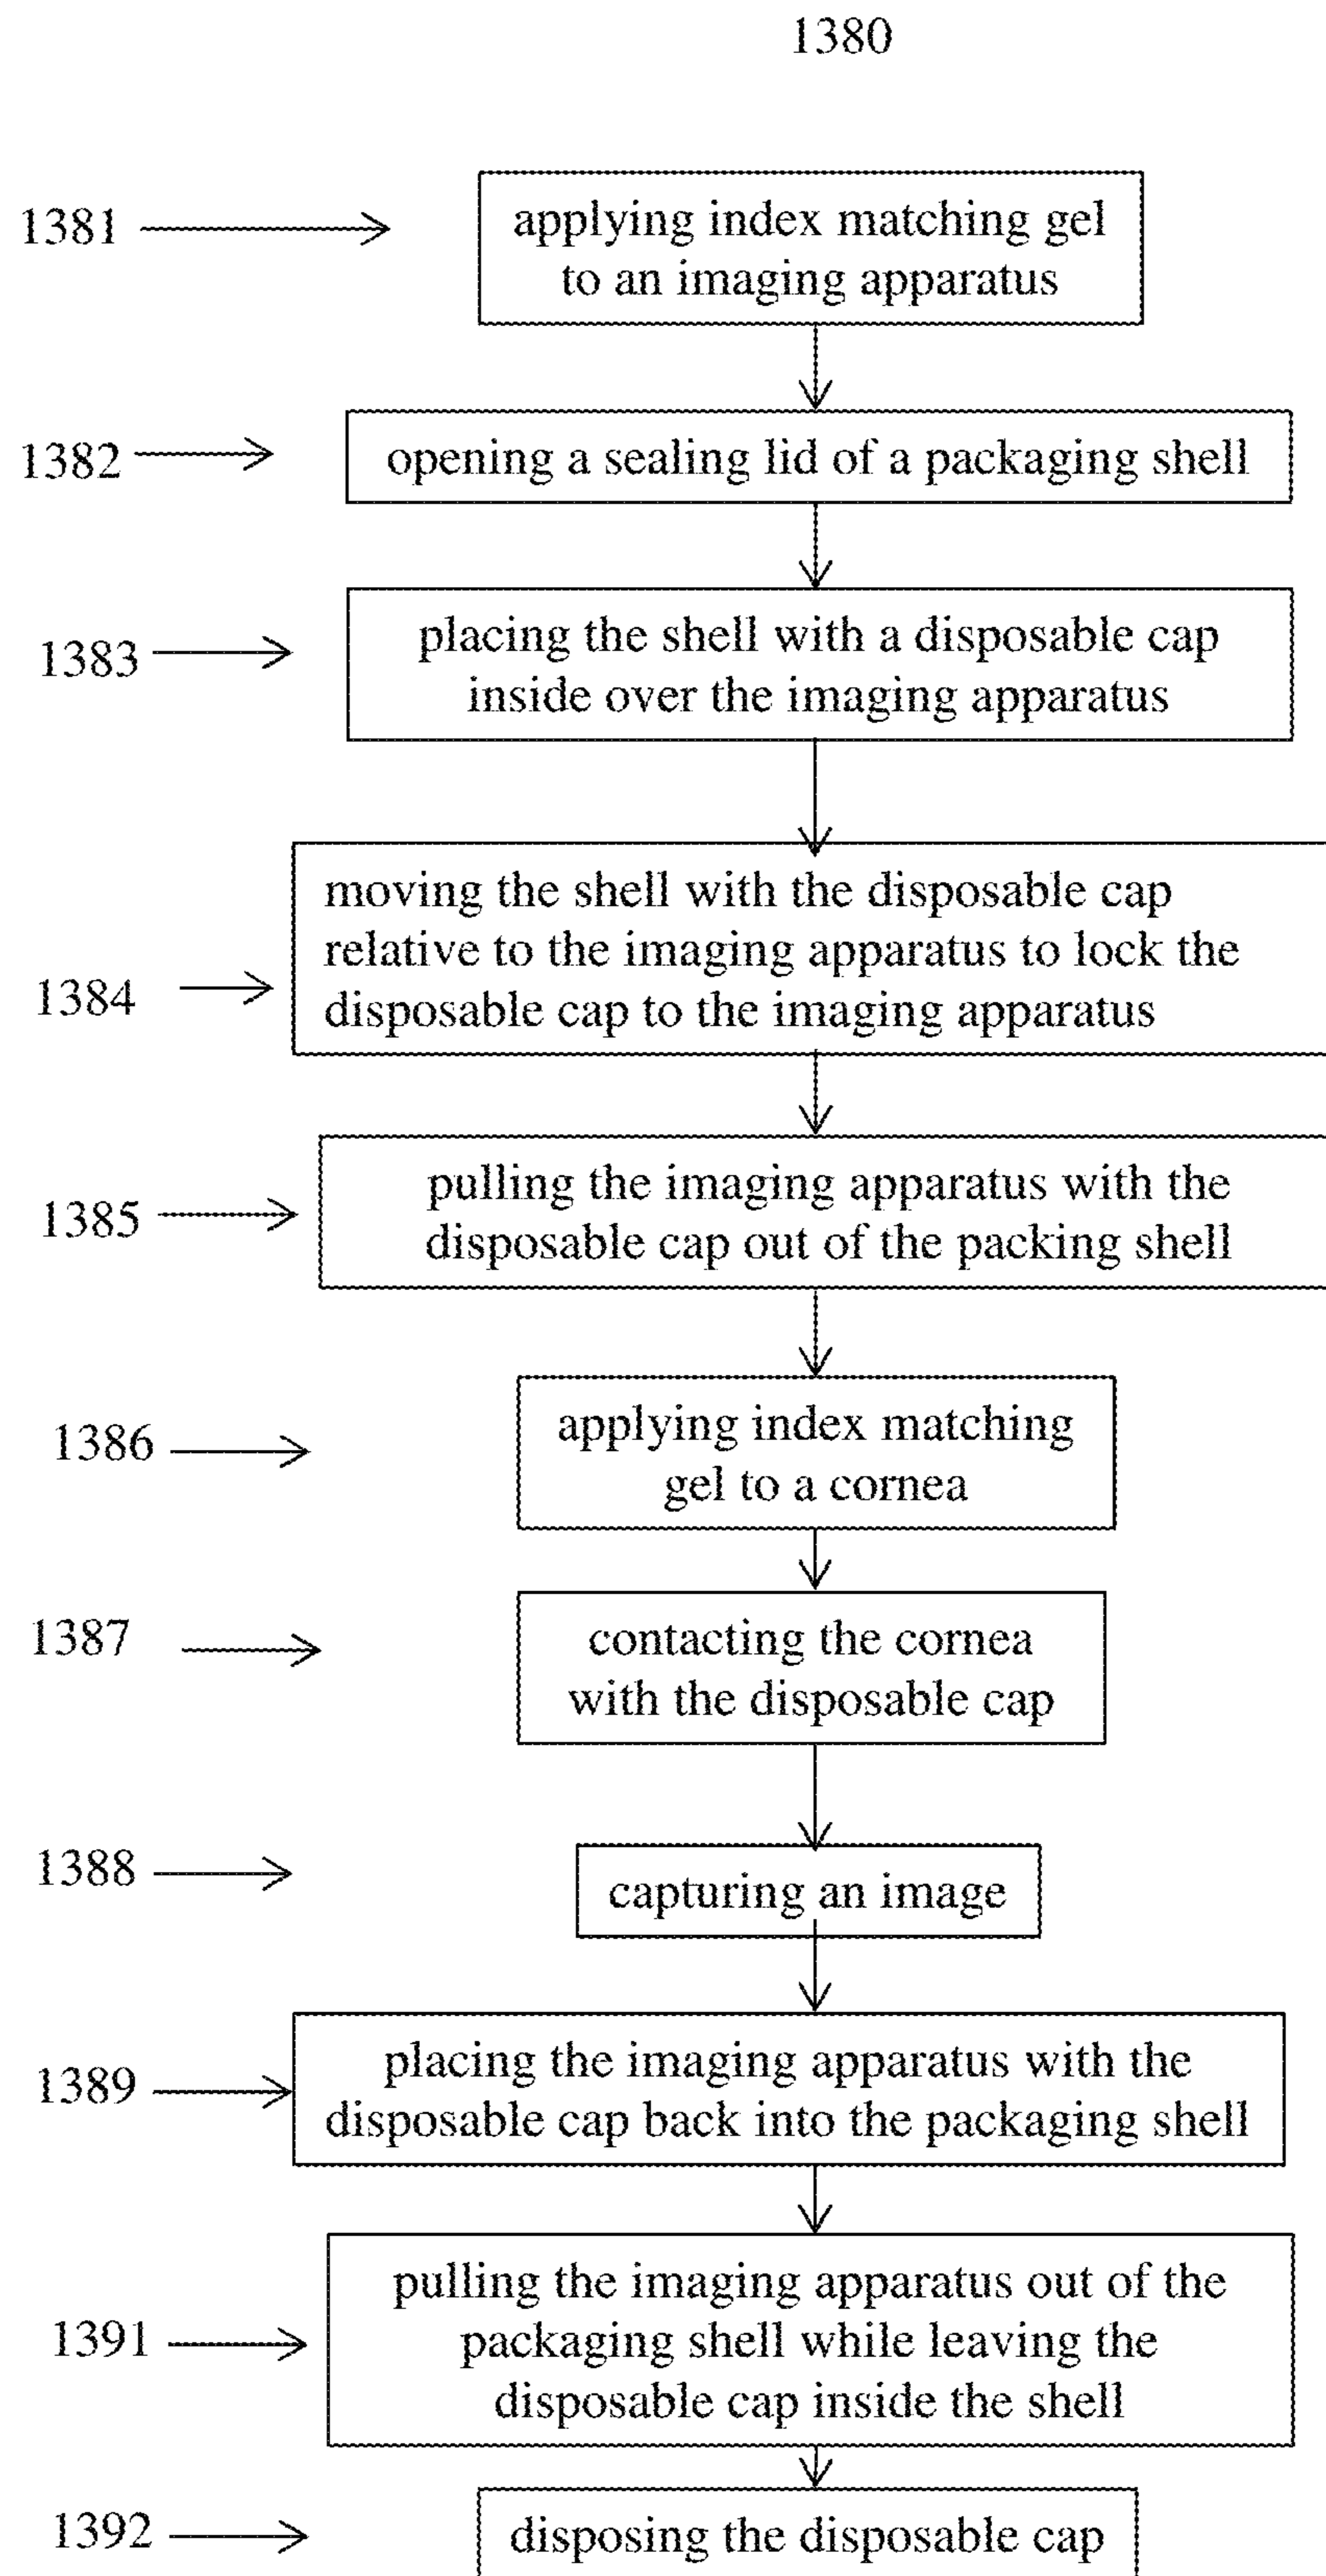 1380
1381
applying index matching gel
to an imaging apparatus
1382
opening a sealing lid of a packaging shell
1383
placing the shell with a disposable cap
inside over the imaging apparatus
1384
moving the shell with the disposable cap
relative to the imaging apparatus to lock the
disposable cap to the imaging apparatus
1385
pulling the imaging apparatus with the
disposable cap out of the packing shell
1386
applying index matching
gel to a cornea
1387
contacting the cornea
with the disposable cap
1388
capturing an image
1389
placing the imaging apparatus with the
disposable cap back into the packaging shell
1391
pulling the imaging apparatus out of the
packaging shell while leaving the
disposable cap inside the shell
1392
disposing the disposable cap